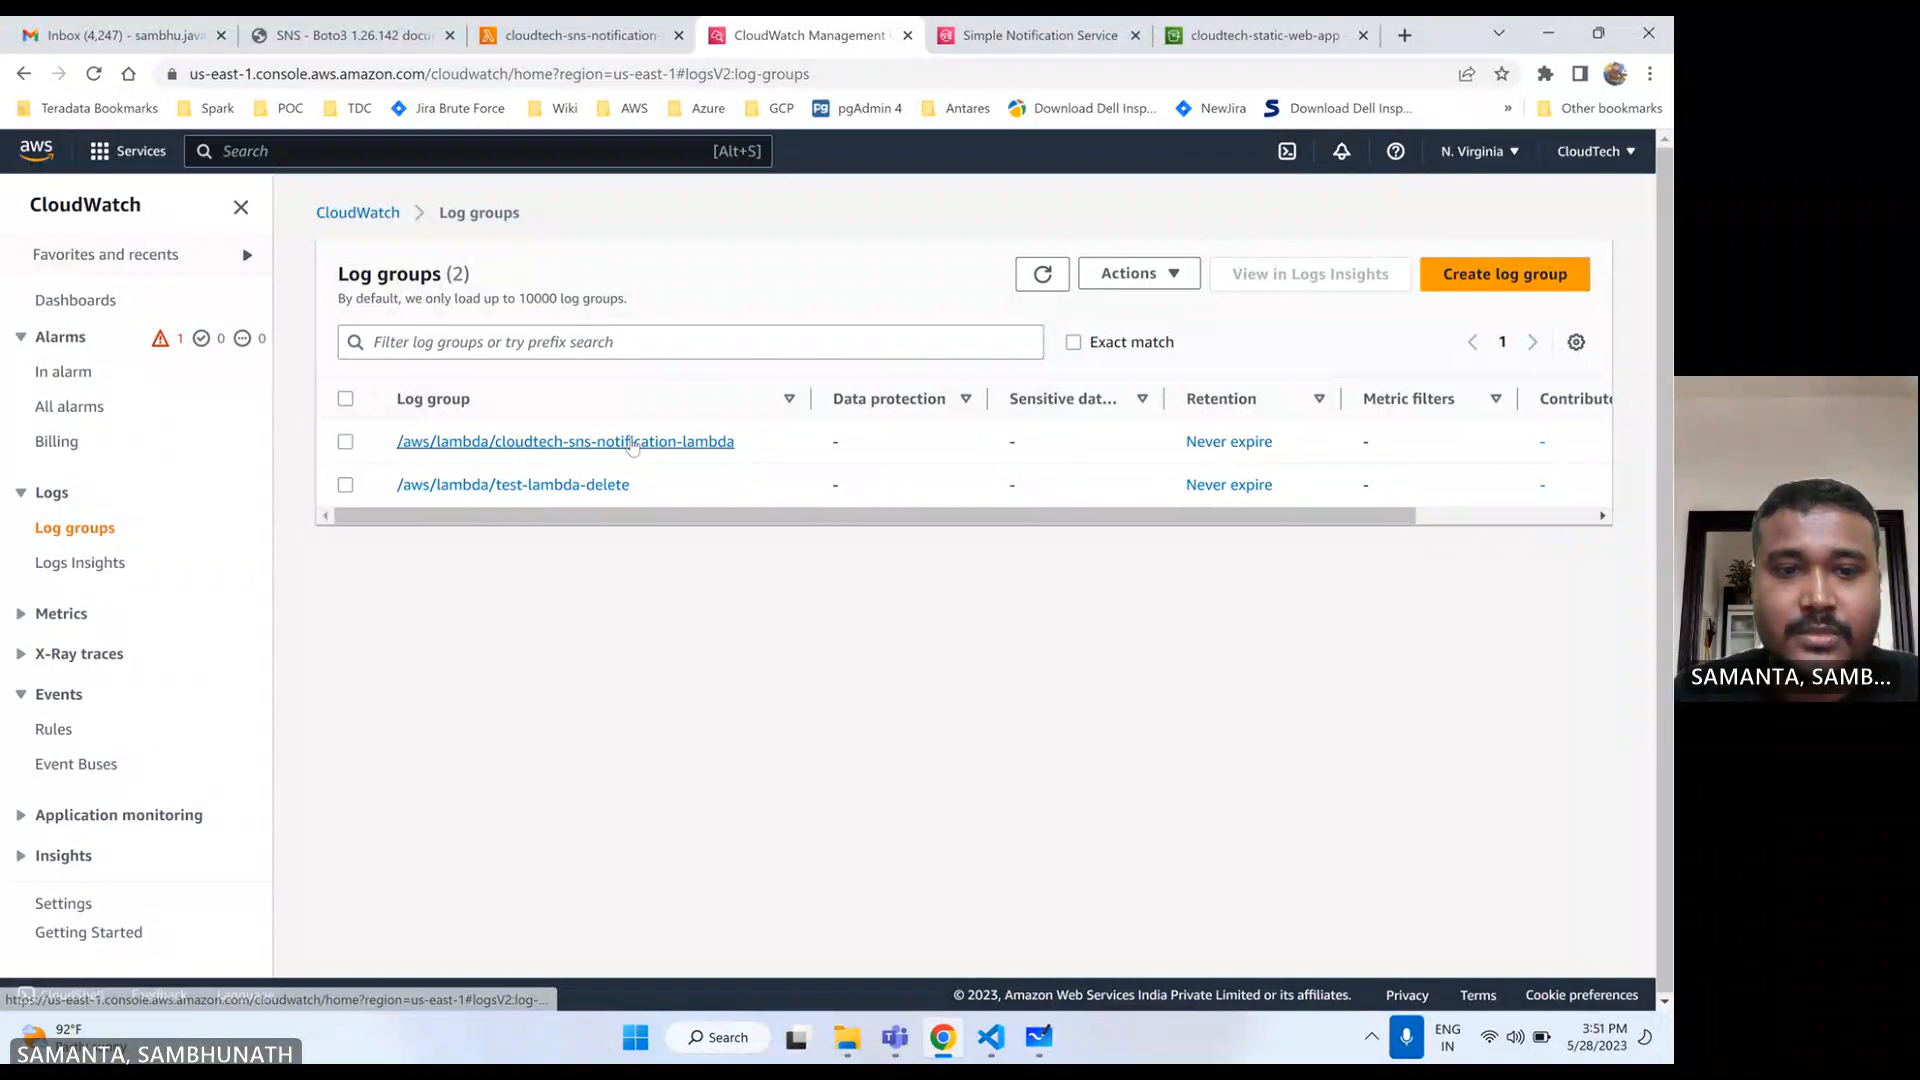 Inbox (4,247) - sambhu.java
SNS - Boto3 1.26.142 docu
cloudtech-sns-notification-
CloudWatch Management
Simple Notification Service
cloudtech-static-web-app
us-east-1.console.aws.amazon.com/cloudwatch/home?region=us-east-1#logsV2:log-groups
Teradata Bookmarks
Spark
POC
TDC
Jira Brute Force
Wiki
AWS
Azure
GCP
pgAdmin 4
Antares
Download Dell Insp...
NewJira
Download Dell Insp...
»
Other bookmarks
aws
Services
Search
[Alt+S]
N. Virginia
CloudTech
CloudWatch
Favorites and recents
Dashboards
Alarms
1
0
0
In alarm
All alarms
Billing
Logs
Log groups
Logs Insights
Metrics
X-Ray traces
Events
Rules
Event Buses
Application monitoring
Insights
Settings
Getting Started
CloudWatch > Log groups
Log groups (2)
By default, we only load up to 10000 log groups.
Actions
View in Logs Insights
Create log group
Filter log groups or try prefix search
Exact match
1
Log group
Data protection
Sensitive dat...
Retention
Metric filters
Contribute
/aws/lambda/cloudtech-sns-notification-lambda
-
-
Never expire
-
-
/aws/lambda/test-lambda-delete
-
-
Never expire
-
-
https://us-east-1.console.aws.amazon.com/cloudwatch/home?region=us-east-1#logsV2:log-...
© 2023, Amazon Web Services India Private Limited or its affiliates.
Privacy
Terms
Cookie preferences
92°F
Search
ENG
IN
3:51 PM
5/28/2023
SAMANTA, SAMBHUNATH
SAMANTA, SAMB...